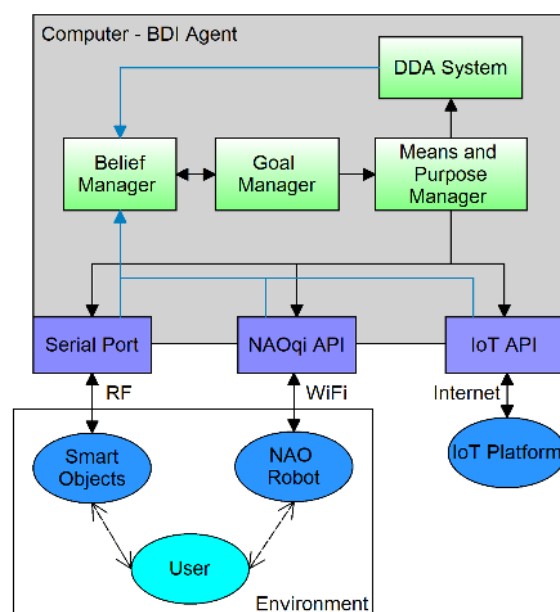 Computer - BDI Agent
DDA System
Belief
Manager
Goal
Manager
Means and
Purpose
Manager
Serial Port
NAOqi API
IoT API
RF
WiFi
Internet
Smart
Objects
NAO
Robot
IoT Platform
User
Environment